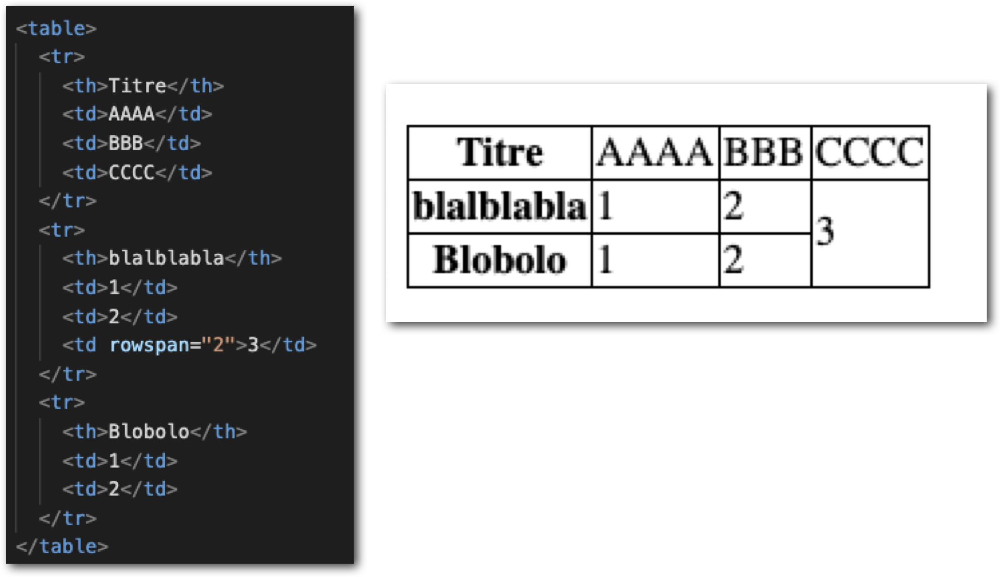 <table>
<tr>
<th>Titre</th>
<td>AAAA</td>
<td>BBB</td>
<td>CCCC</td>
</tr>
<tr>
<th>blalblabla</th>
<td>1</td>
<td>2</td>
<td rowspan="2">3</td>
</tr>
<tr>
<th>Blobolo</th>
<td>1</td>
<td>2</td>
</tr>
</table>
Titre AAAA BBB CCCC
blalblabla 1 2
3
Blobolo 1 2